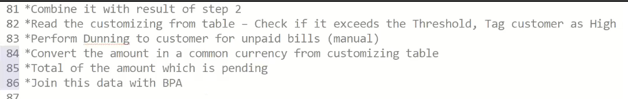 81 *Combine it with result of step 2
82 *Read the customizing from table – Check if it exceeds the Threshold, Tag customer as High
83 *Perform Dunning to customer for unpaid bills (manual)
84 *Convert the amount in a common currency from customizing table
85 *Total of the amount which is pending
86 *Join this data with BPA
87